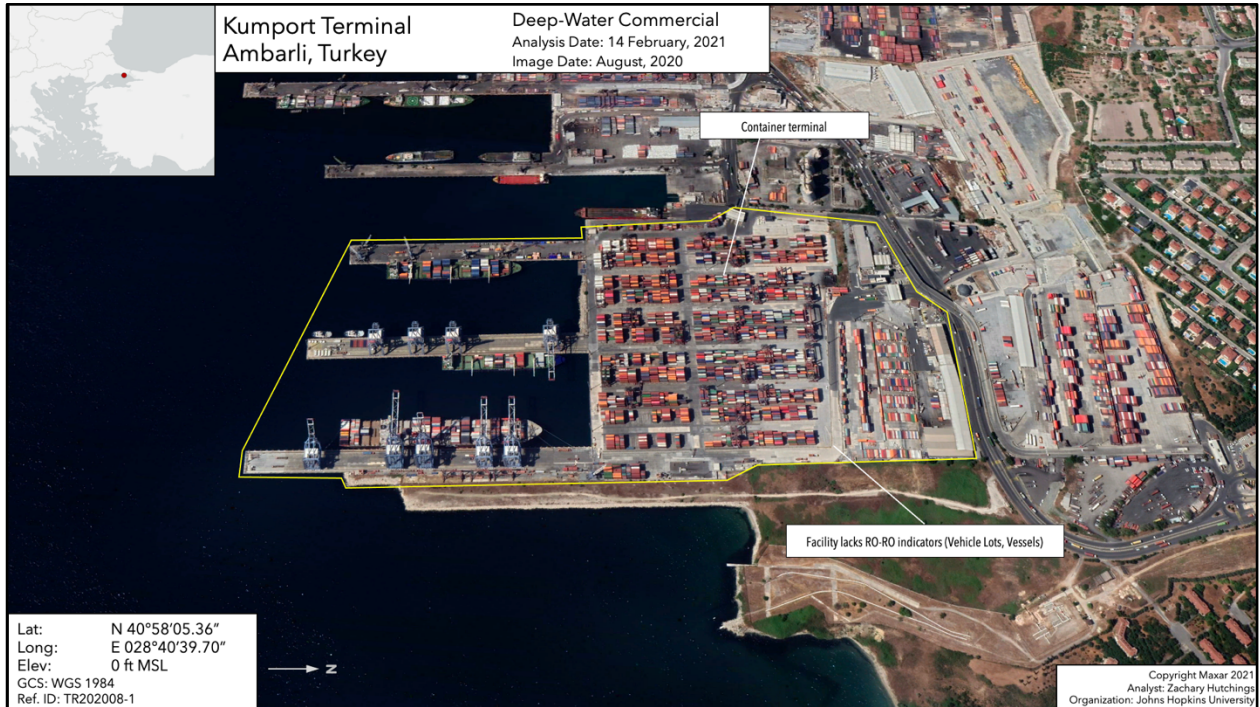 Kumport Terminal
Ambarli, Turkey
Deep-Water Commercial
Analysis Date: 14 February, 2021
Image Date: August, 2020
Container terminal
Facility lacks RO-RO indicators (Vehicle Lots, Vessels)
Lat: N 40°58'05.36"
Long: E 028°40'39.70"
Elev: 0 ft MSL
GCS: WGS 1984
Ref. ID: TR202008-1
N
Copyright Maxar 2021
Analyst: Zachary Hutchings
Organization: Johns Hopkins University